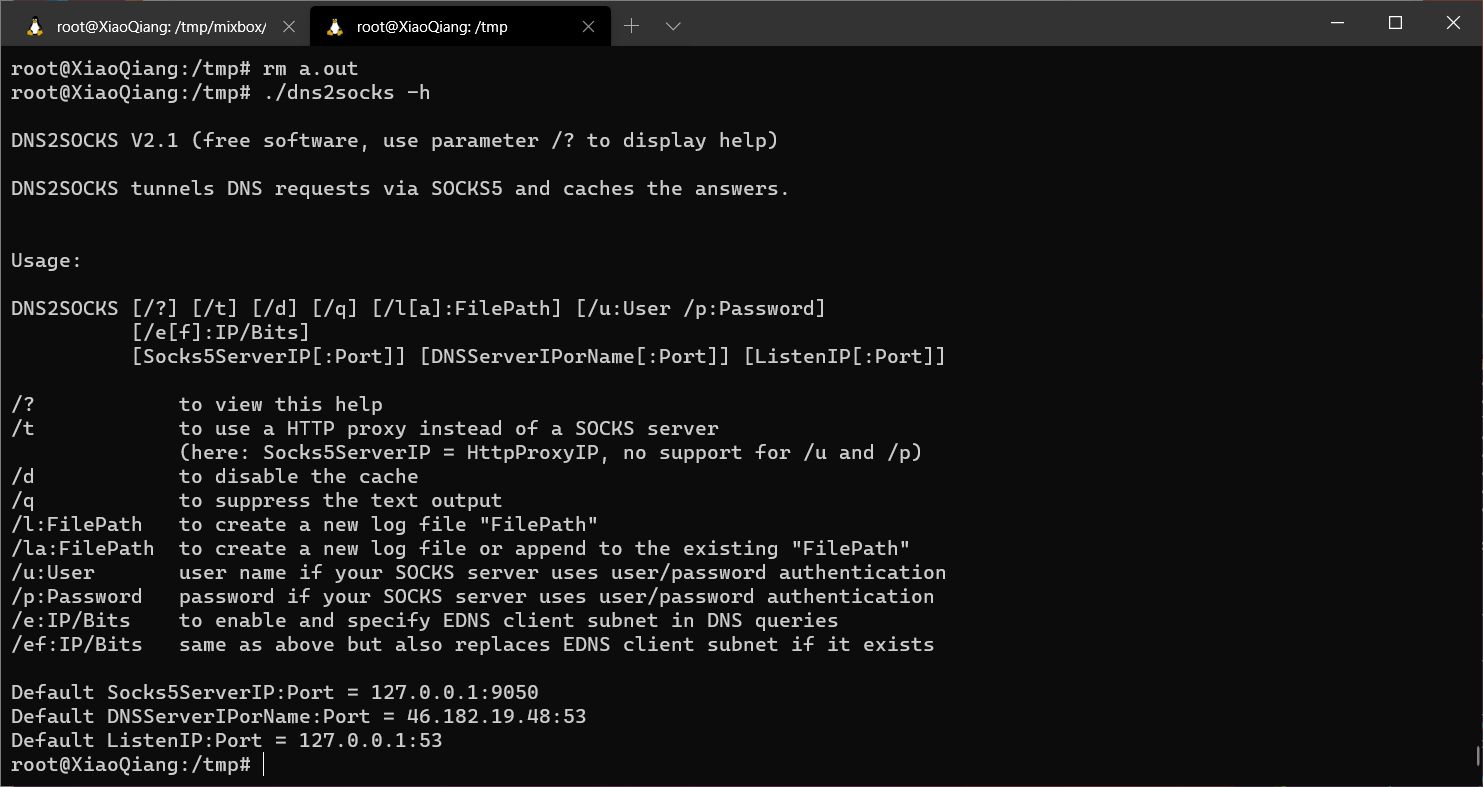 root@XiaoQiang: /tmp/mixbox/
root@XiaoQiang: /tmp
root@XiaoQiang:/tmp# rm a.out
root@XiaoQiang:/tmp# ./dns2socks -h
DNS2SOCKS V2.1 (free software, use parameter /? to display help)
DNS2SOCKS tunnels DNS requests via SOCKS5 and caches the answers.
Usage:
DNS2SOCKS [/?] [/t] [/d] [/q] [/l[a]:FilePath] [/u:User /p:Password]
[/e[f]:IP/Bits]
[Socks5ServerIP[:Port]] [DNSServerIPorName[:Port]] [ListenIP[:Port]]
/? to view this help
/t to use a HTTP proxy instead of a SOCKS server
(here: Socks5ServerIP = HttpProxyIP, no support for /u and /p)
/d to disable the cache
/q to suppress the text output
/l:FilePath to create a new log file "FilePath"
/la:FilePath to create a new log file or append to the existing "FilePath"
/u:User user name if your SOCKS server uses user/password authentication
/p:Password password if your SOCKS server uses user/password authentication
/e:IP/Bits to enable and specify EDNS client subnet in DNS queries
/ef:IP/Bits same as above but also replaces EDNS client subnet if it exists
Default Socks5ServerIP:Port = 127.0.0.1:9050
Default DNSServerIPorName:Port = 46.182.19.48:53
Default ListenIP:Port = 127.0.0.1:53
root@XiaoQiang:/tmp#